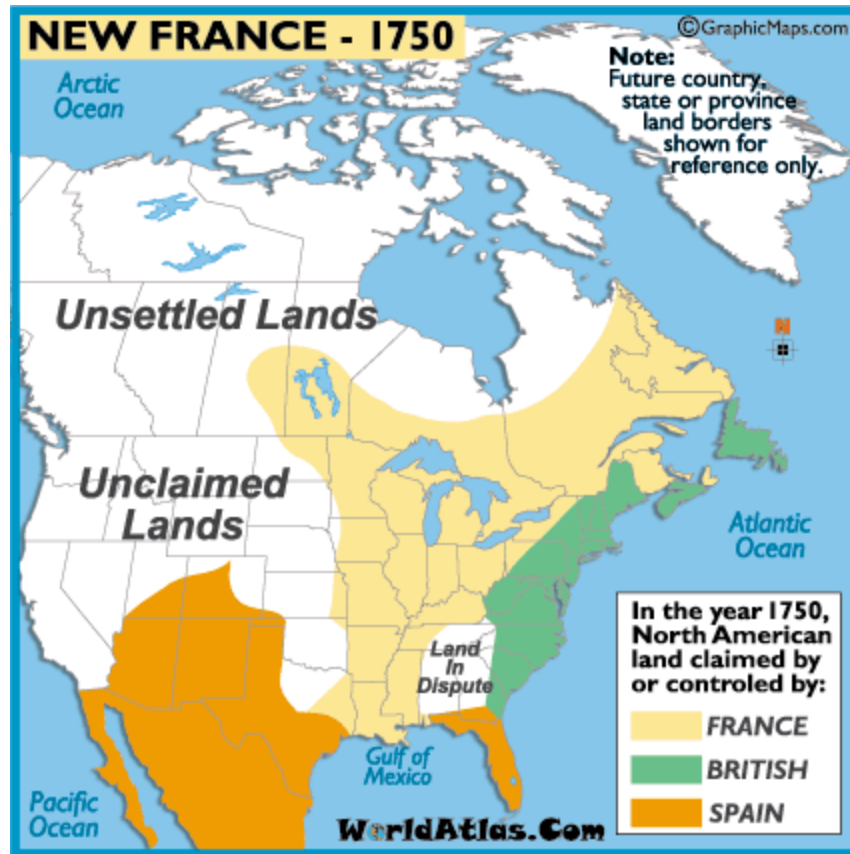 NEW FRANCE - 1750
©GraphicMaps.com
Arctic
Ocean
Note:
Future country,
state or province
land borders
shown for
reference only.
Unsettled Lands
N
Unclaimed
Lands
Atlantic
Ocean
In the year 1750,
North American
land claimed by
or controled by:
FRANCE
BRITISH
SPAIN
Land
In
Dispute
Gulf of
Mexico
Pacific
Ocean
WorldAtlas.Com